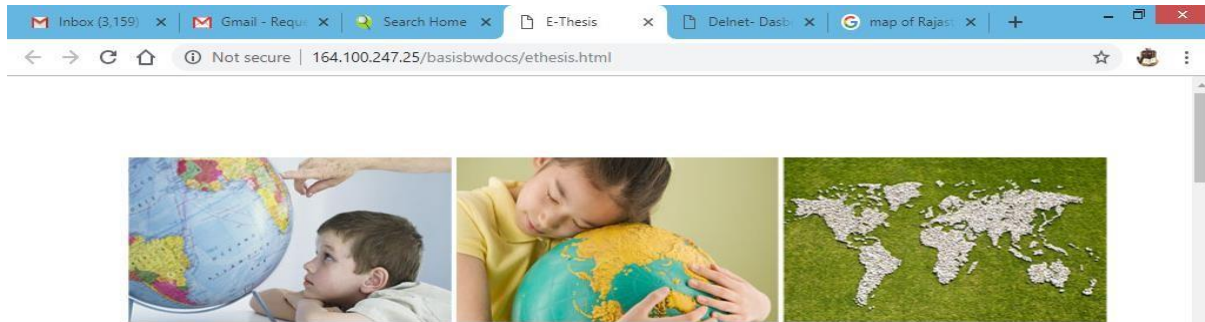 Inbox (3,159) Gmail - Reque Search Home E-Thesis Delnet- Dasb map of Rajast
Not secure 164.100.247.25/basisbwdocs/ethesis.html